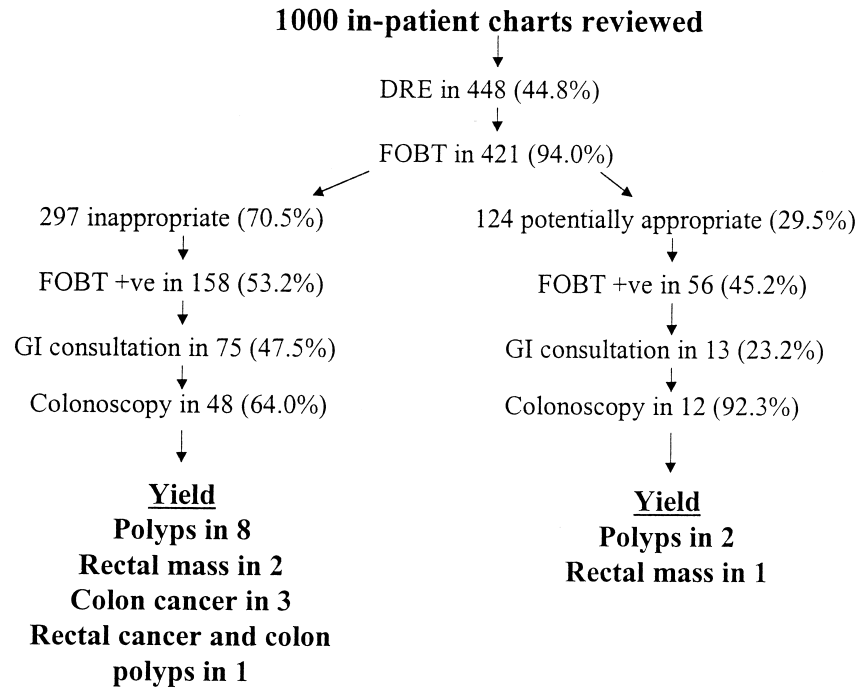 1000 in-patient charts reviewed
DRE in 448 (44.8%)
FOBT in 421 (94.0%)
297 inappropriate (70.5%)
FOBT +ve in 158 (53.2%)
GI consultation in 75 (47.5%)
Colonoscopy in 48 (64.0%)
Yield
Polyps in 8
Rectal mass in 2
Colon cancer in 3
Rectal cancer and colon
polyps in 1
124 potentially appropriate (29.5%)
FOBT +ve in 56 (45.2%)
GI consultation in 13 (23.2%)
Colonoscopy in 12 (92.3%)
Yield
Polyps in 2
Rectal mass in 1